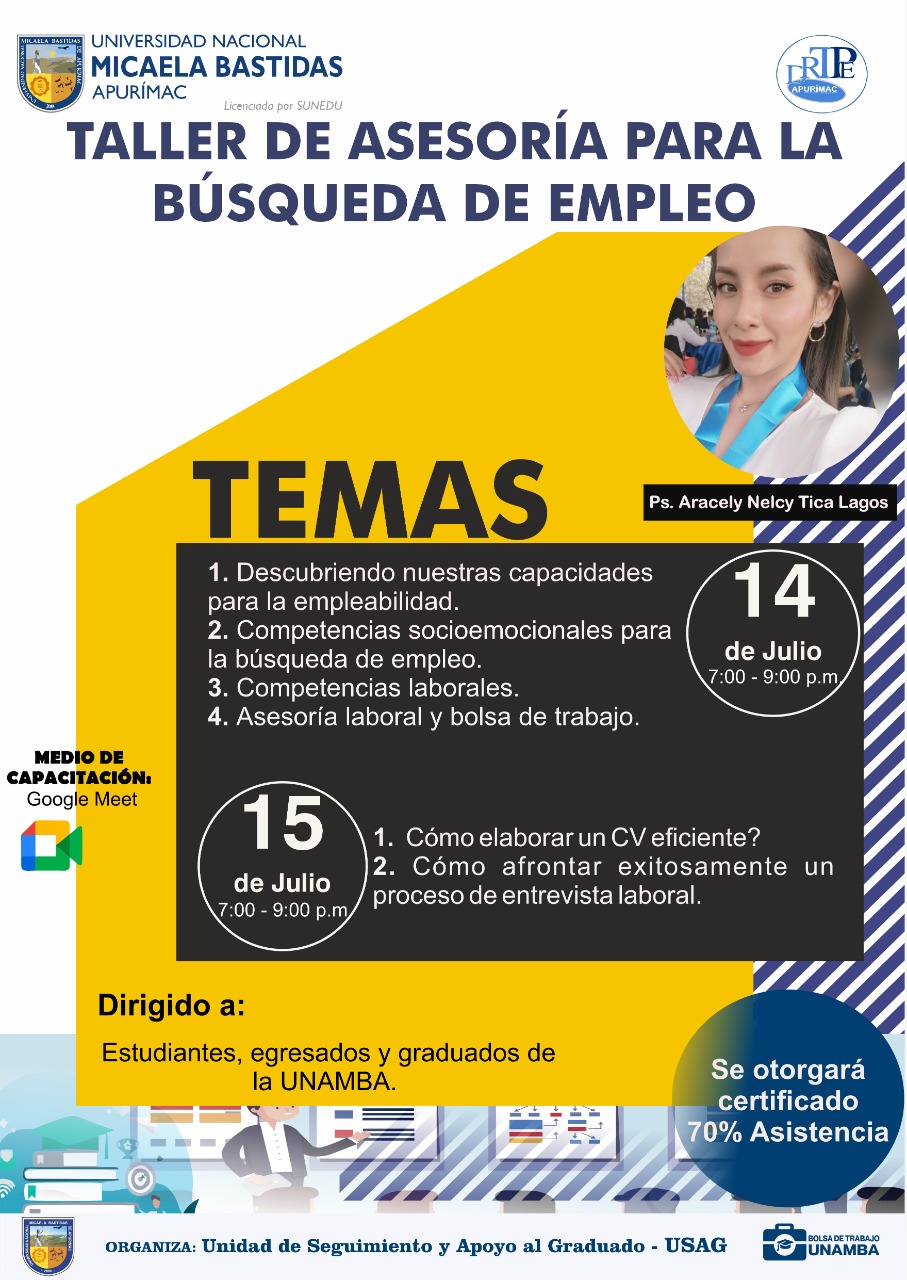 UNIVERSIDAD NACIONAL
MICAELA BASTIDAS
APURÍMAC
Licenciada por SUNEDU
DRTPE
APURÍMAC
TALLER DE ASESORÍA PARA LA
BÚSQUEDA DE EMPLEO
Ps. Aracely Nelcy Tica Lagos
TEMAS
1. Descubriendo nuestras capacidades
para la empleabilidad.
2. Competencias socioemocionales para
la búsqueda de empleo.
3. Competencias laborales.
4. Asesoría laboral y bolsa de trabajo.
14
de Julio
7:00 - 9:00 p.m.
MEDIO DE
CAPACITACIÓN:
Google Meet
15
de Julio
7:00 - 9:00 p.m
1. Cómo elaborar un CV eficiente?
2. Cómo afrontar exitosamente un
proceso de entrevista laboral.
Dirigido a:
Estudiantes, egresados y graduados de
la UNAMBA.
Se otorgará
certificado
70% Asistencia
ORGANIZA: Unidad de Seguimiento y Apoyo al Graduado - USAG
BOLSA DE TRABAJO
UNAMBA